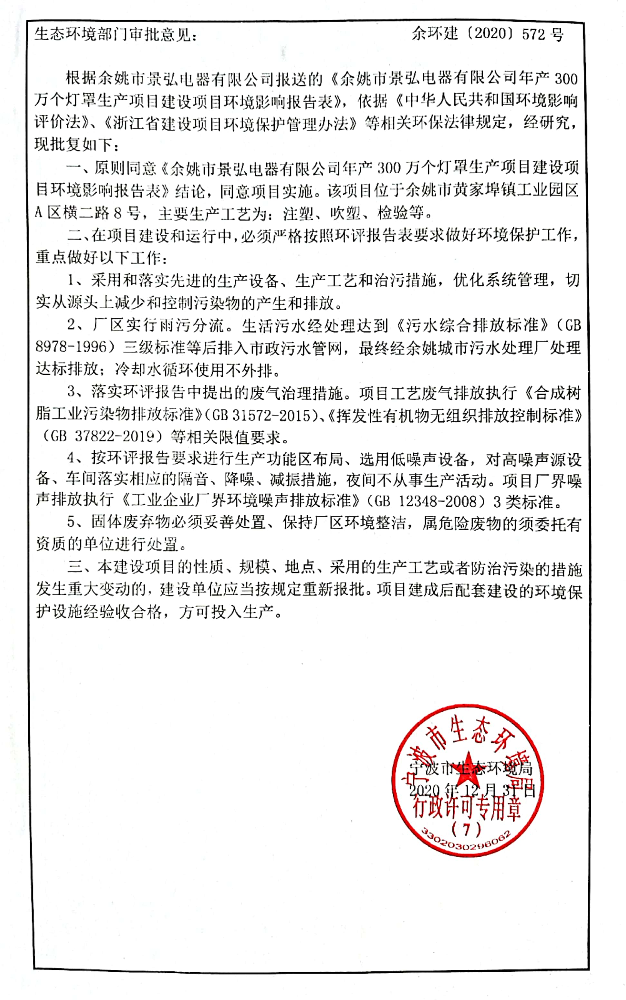 生态环境部门审批意见：
余环建〔2020〕572号
根据余姚市景弘电器有限公司报送的《余姚市景弘电器有限公司年产300
万个灯罩生产项目建设项目环境影响报告表》，依据《中华人民共和国环境影响
评价法》、《浙江省建设项目环境保护管理办法》等相关环保法律规定，经研究，
现批复如下：
一、原则同意《余姚市景弘电器有限公司年产300万个灯罩生产项目建设项
目环境影响报告表》结论，同意项目实施。该项目位于余姚市黄家埠镇工业园区
A区横二路8号，主要生产工艺为：注塑、吹塑、检验等。
二、在项目建设和运行中，必须严格按照环评报告表要求做好环境保护工作，
重点做好以下工作：
1、采用和落实先进的生产设备、生产工艺和治污措施，优化系统管理，切
实从源头上减少和控制污染物的产生和排放。
2、厂区实行雨污分流。生活污水经处理达到《污水综合排放标准》（GB
8978-1996）三级标准等后排入市政污水管网，最终经余姚城市污水处理厂处理
达标排放；冷却水循环使用不外排。
3、落实环评报告中提出的废气治理措施。项目工艺废气排放执行《合成树
脂工业污染物排放标准》（GB 31572-2015）、《挥发性有机物无组织排放控制标准》
（GB 37822-2019）等相关限值要求。
4、按环评报告要求进行生产功能区布局、选用低噪声设备，对高噪声源设
备、车间落实相应的隔音、降噪、减振措施，夜间不从事生产活动。项目厂界噪
声排放执行《工业企业厂界环境噪声排放标准》（GB 12348-2008）3类标准。
5、固体废弃物必须妥善处置、保持厂区环境整洁，属危险废物的须委托有
资质的单位进行处置。
三、本建设项目的性质、规模、地点、采用的生产工艺或者防治污染的措施
发生重大变动的，建设单位应当按规定重新报批。项目建成后配套建设的环境保
护设施经验收合格，方可投入生产。
宁波市生态环境局
宁波市生态环境局
2020年12月31日
行政许可专用章
（7）
3302030296062